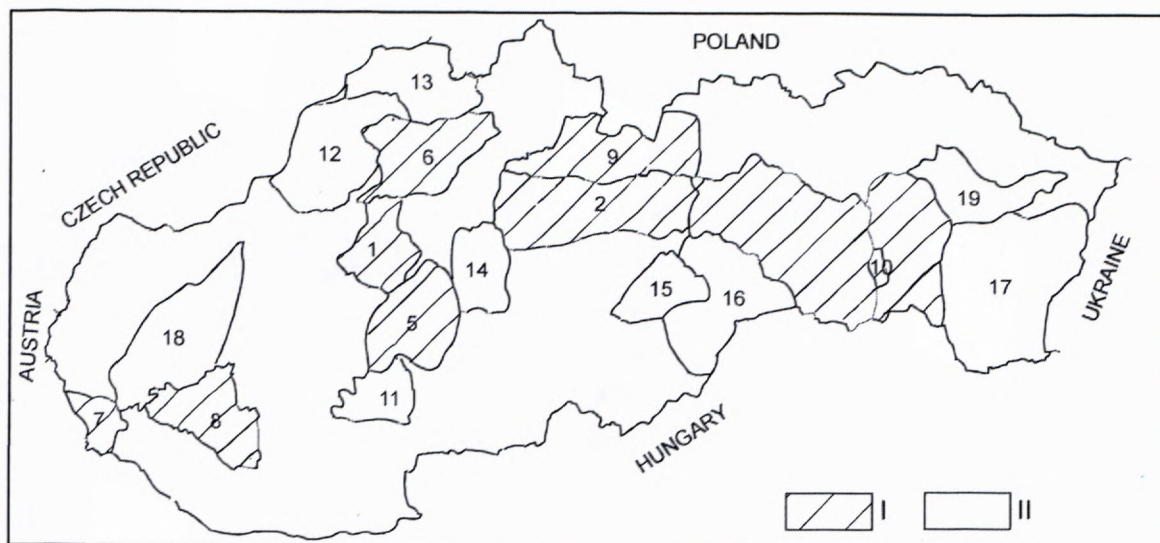 POLAND
13
CZECH REPUBLIC
12
6
9
2
19
1
14
10
17
UKRAINE
15
16
5
18
AUSTRIA
11
7
8
HUNGARY
I
II